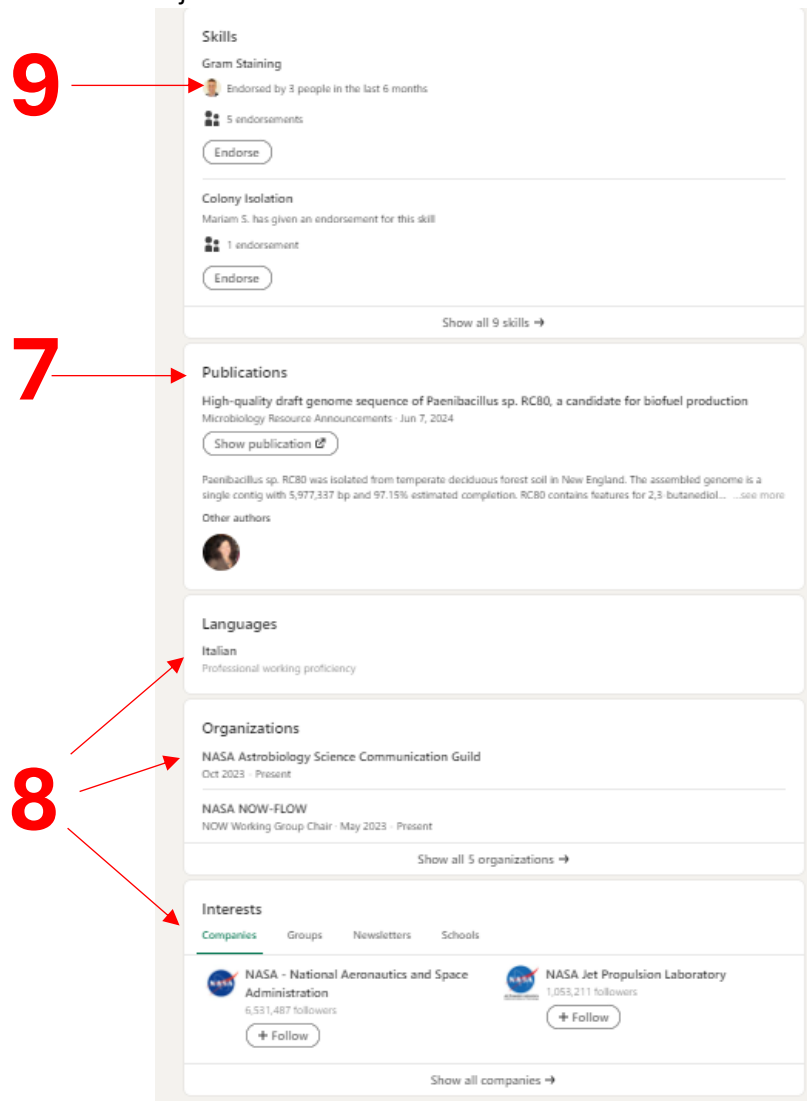 Skills
Gram Staining
9
Endorsed by 3 people in the last 6 months
5 endorsements
Endorse
Colony Isolation
Mariam S. has given an endorsement for this skill
1 endorsement
Endorse
Show all 9 skills →
7
Publications
High-quality draft genome sequence of Paenibacillus sp. RC80, a candidate for biofuel production
Microbiology Resource Announcements · Jun 7, 2024
Show publication
Paenibacillus sp. RC80 was isolated from temperate deciduous forest soil in New England. The assembled genome is a
single contig with 5,977,337 bp and 97.15% estimated completion. RC80 contains features for 2,3-butanediol... ...see more
Other authors
Languages
Italian
Professional working proficiency
8
Organizations
NASA Astrobiology Science Communication Guild
Oct 2023 - Present
NASA NOW-FLOW
NOW Working Group Chair · May 2023 - Present
Show all 5 organizations →
Interests
Companies Groups Newsletters Schools
NASA - National Aeronautics and Space
Administration
6,531,487 followers
+ Follow
NASA Jet Propulsion Laboratory
1,053,211 followers
+ Follow
Show all companies →